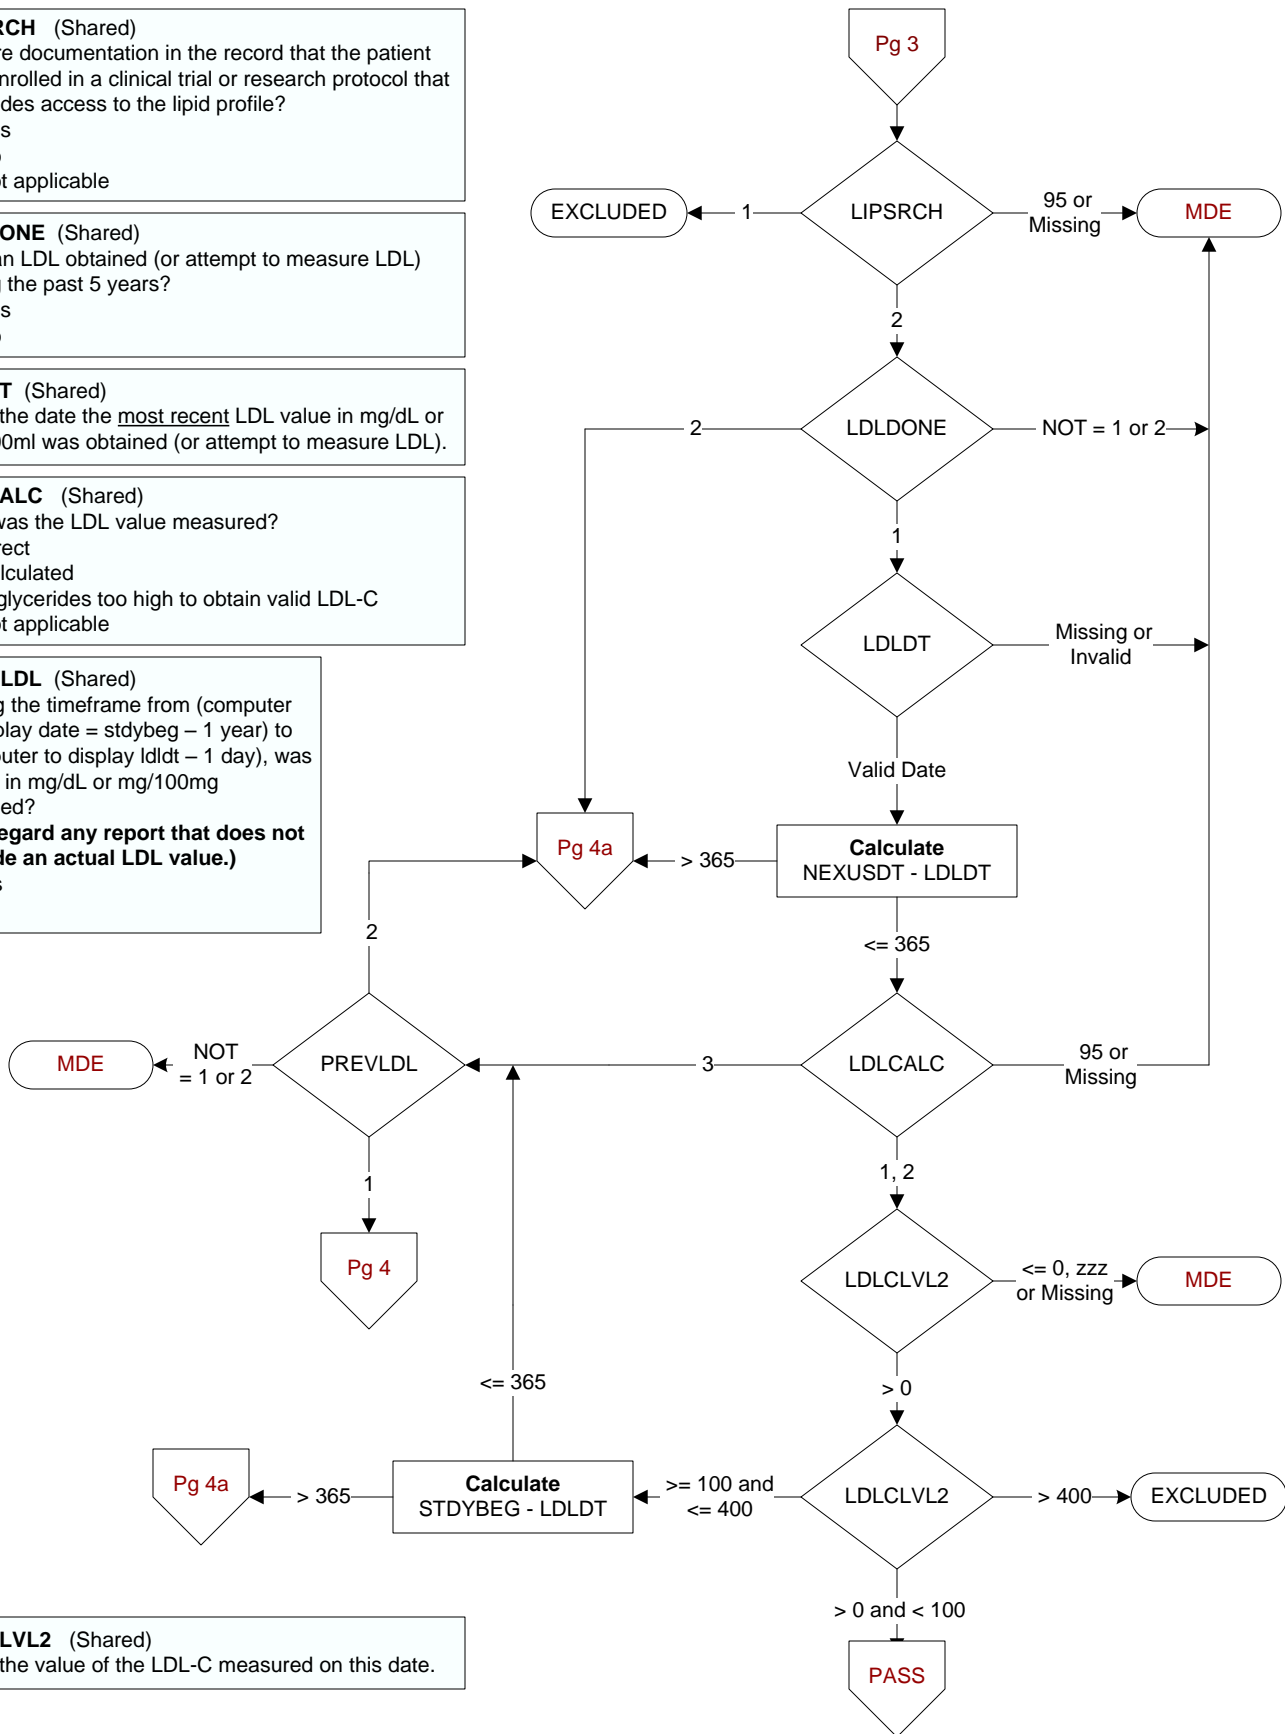 RCH (Shared)
re documentation in the record that the patient
nrolled in a clinical trial or research protocol that
des access to the lipid profile?
s
t applicable
ONE (Shared)
an LDL obtained (or attempt to measure LDL)
the past 5 years?
s
T (Shared)
the date the most recent LDL value in mg/dL or
00ml was obtained (or attempt to measure LDL).
ALC (Shared)
was the LDL value measured?
rect
lculated
glycerides too high to obtain valid LDL-C
t applicable
LDL (Shared)
g the timeframe from (computer
play date = stdybeg – 1 year) to
puter to display ldldt – 1 day), was
in mg/dL or mg/100mg
ed?
egard any report that does not
de an actual LDL value.)
s
LVL2 (Shared)
the value of the LDL-C measured on this date.
Pg 3
LIPSRCH
1
EXCLUDED
95 or
Missing
MDE
2
LDLDONE
2
NOT = 1 or 2
1
LDLDT
Missing or
Invalid
Valid Date
Calculate
NEXUSDT - LDLDT
> 365
Pg 4a
<= 365
LDLCALC
95 or
Missing
3
PREVLDL
2
NOT
= 1 or 2
MDE
1
Pg 4
1, 2
LDLCLVL2
<= 0, zzz
or Missing
MDE
> 0
LDLCLVL2
> 400
EXCLUDED
>= 100 and
<= 400
Calculate
STDYBEG - LDLDT
<= 365
> 365
Pg 4a
> 0 and < 100
PASS